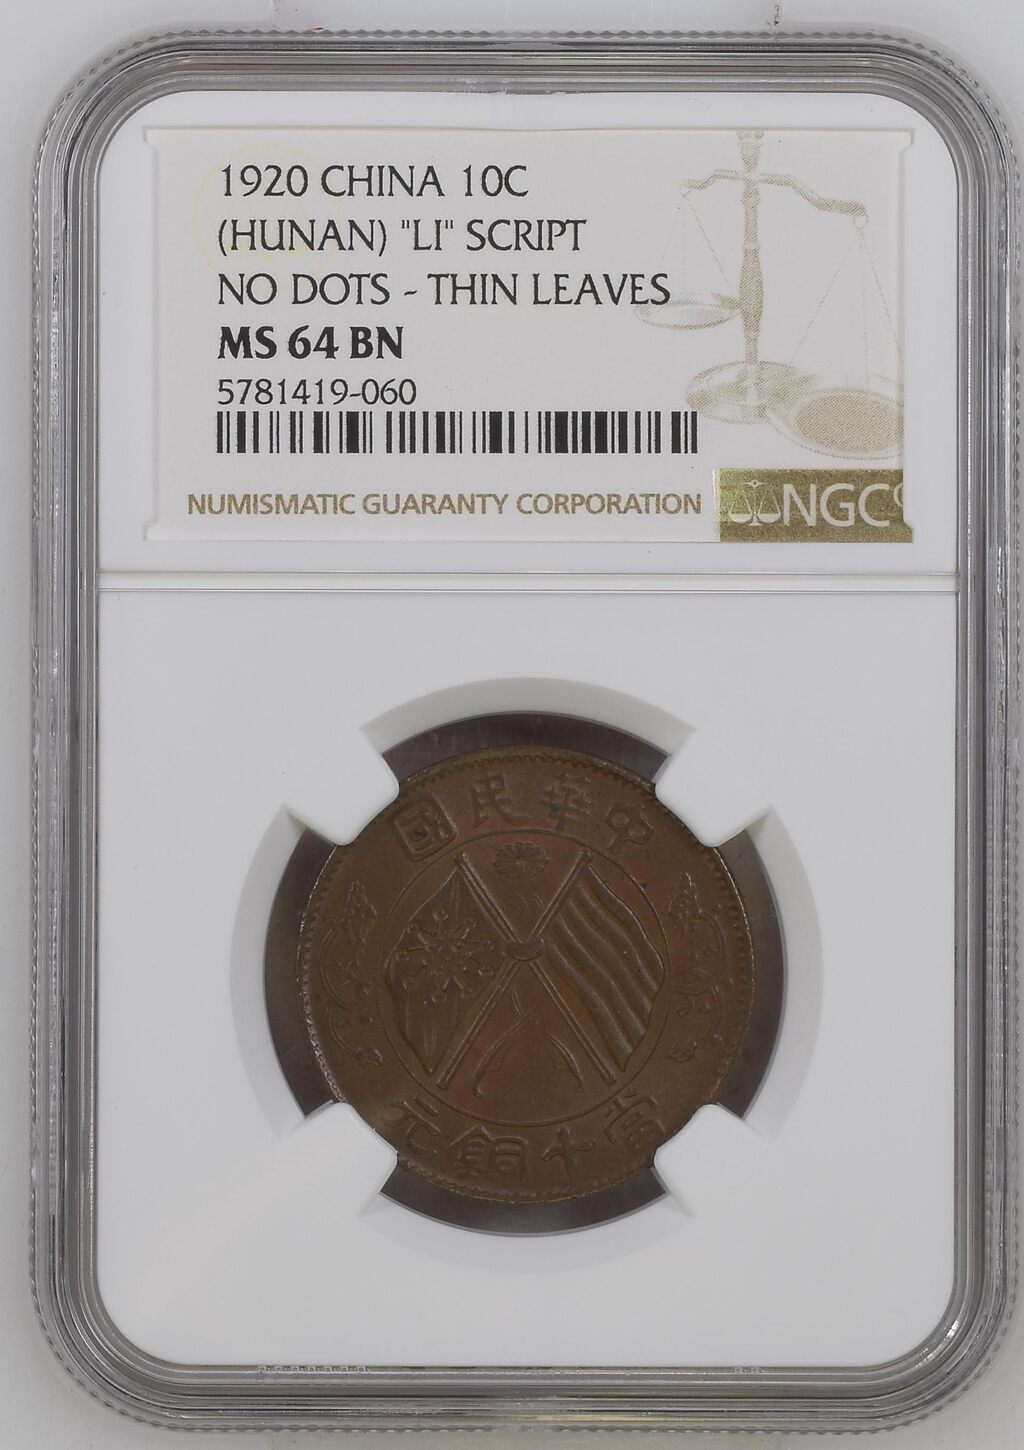 1920 CHINA 10C
(HUNAN) "LI" SCRIPT
NO DOTS - THIN LEAVES
MS 64 BN
5781419-060
NUMISMATIC GUARANTY CORPORATION
NGC
中華民國
當十銅元